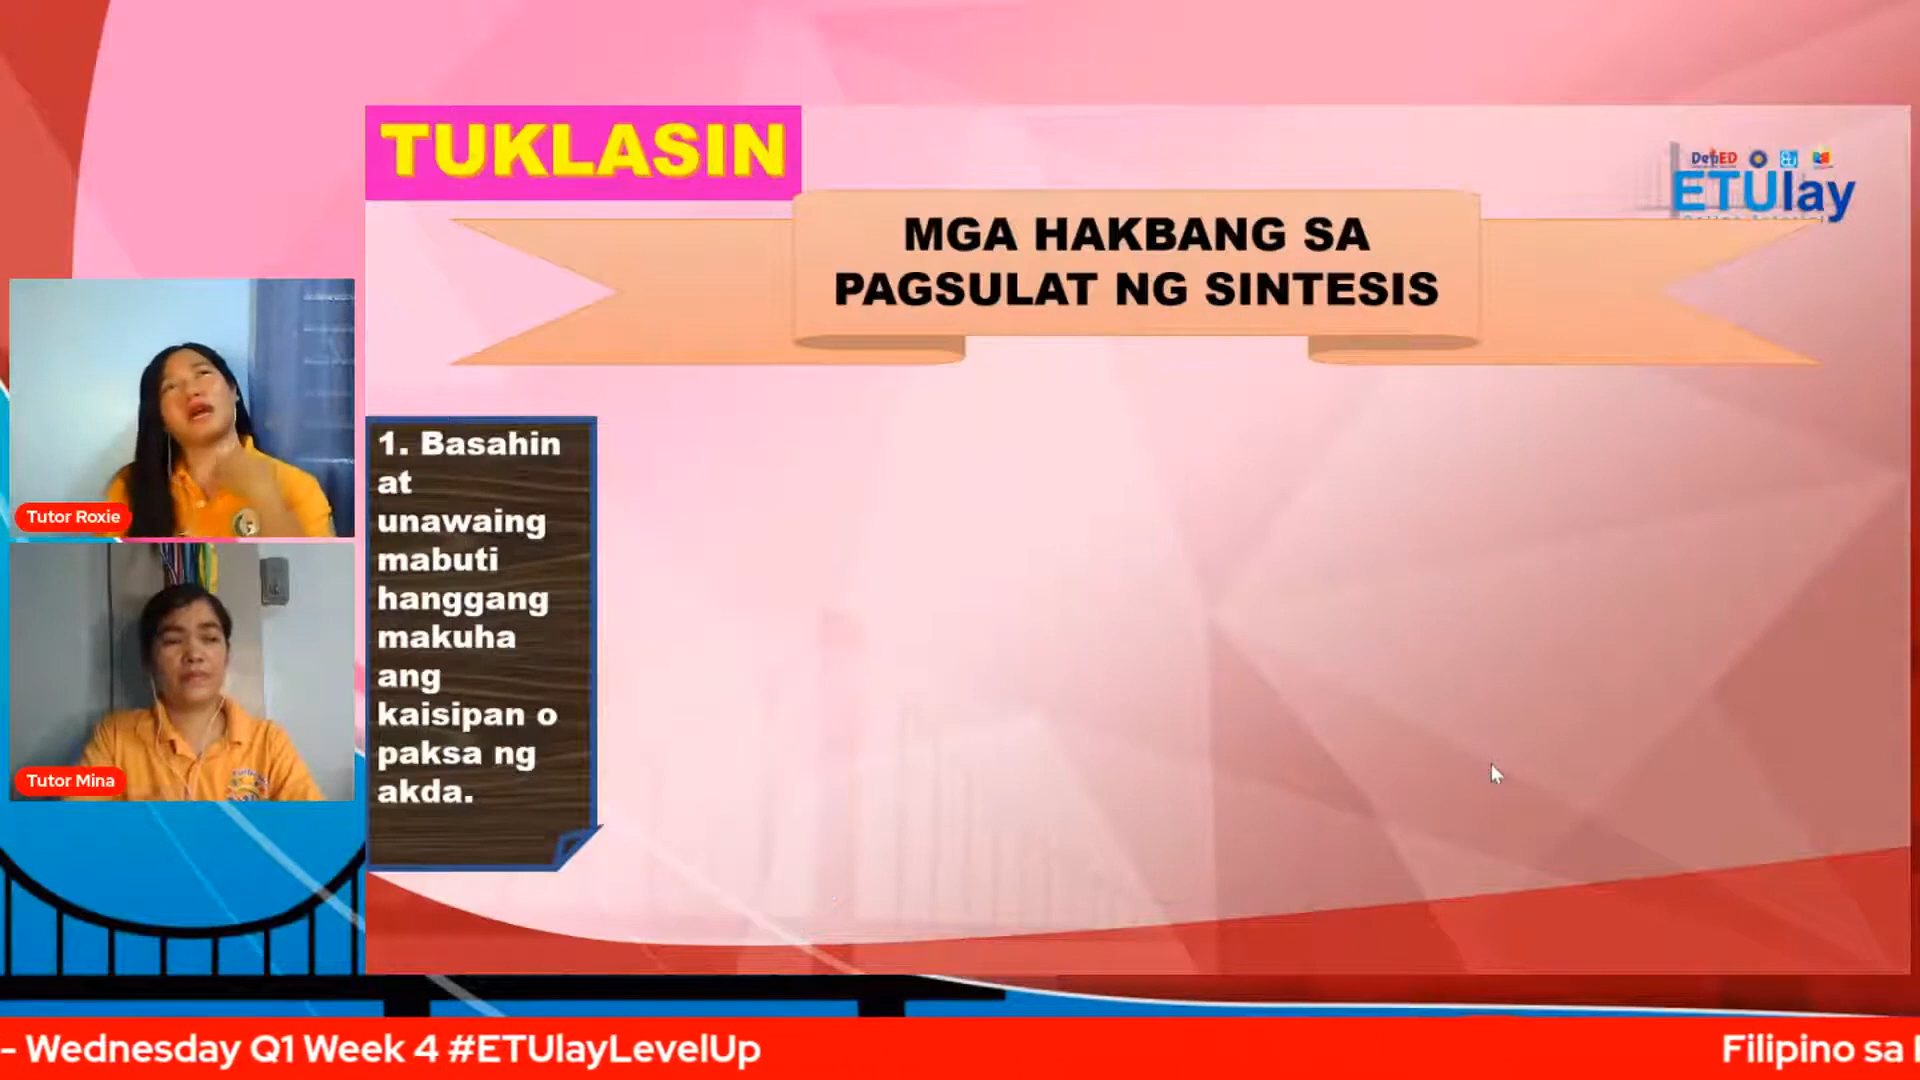 TUKLASIN
DepED
ETUlay
MGA HAKBANG SA
PAGSULAT NG SINTESIS
Tutor Roxie
1. Basahin
at
unawaing
mabuti
hanggang
makuha
ang
kaisipan o
paksa ng
akda.
Tutor Mina
- Wednesday Q1 Week 4 #ETUlayLevelUp
Filipino sa